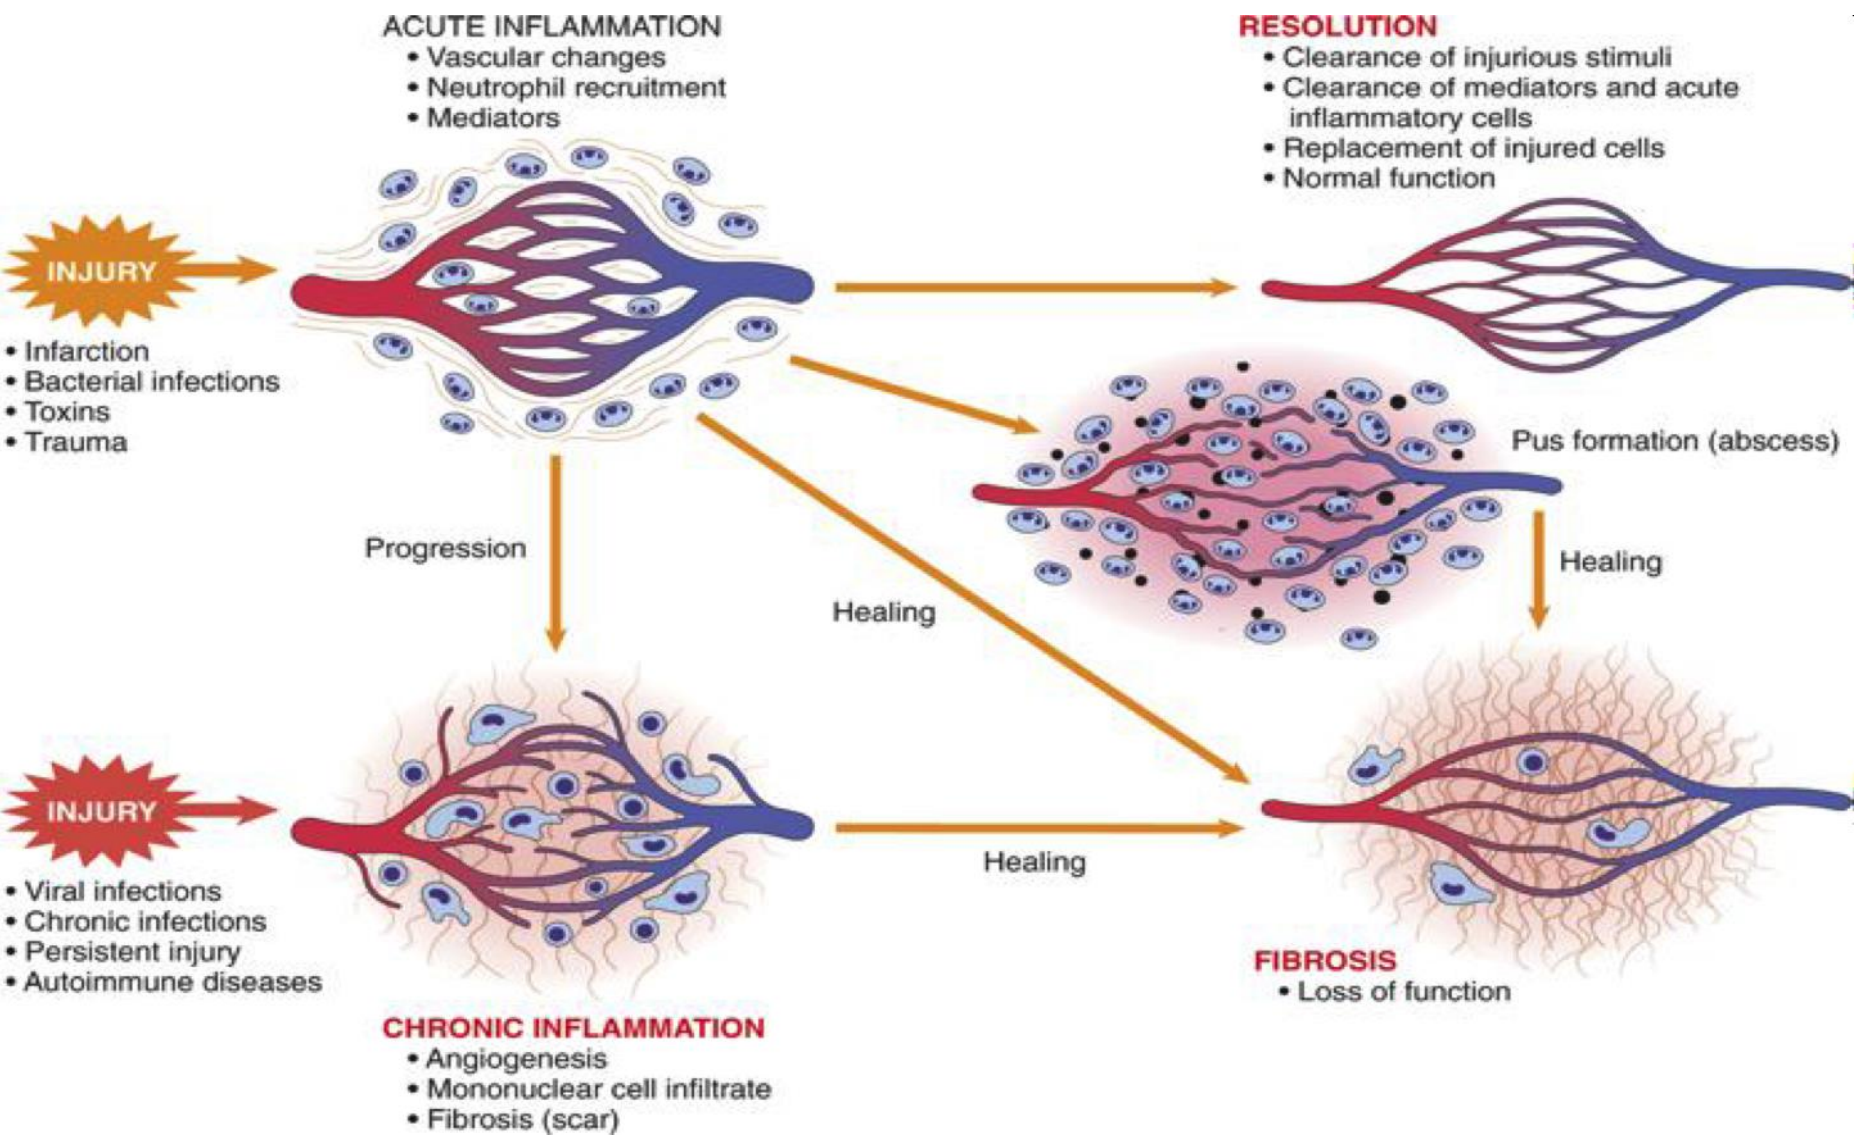 ACUTE INFLAMMATION
• Vascular changes
• Neutrophil recruitment
• Mediators
RESOLUTION
• Clearance of injurious stimuli
• Clearance of mediators and acute
inflammatory cells
• Replacement of injured cells
• Normal function
INJURY
• Infarction
• Bacterial infections
• Toxins
• Trauma
Pus formation (abscess)
Progression
Healing
Healing
INJURY
• Viral infections
• Chronic infections
• Persistent injury
• Autoimmune diseases
Healing
CHRONIC INFLAMMATION
• Angiogenesis
• Mononuclear cell infiltrate
• Fibrosis (scar)
FIBROSIS
• Loss of function